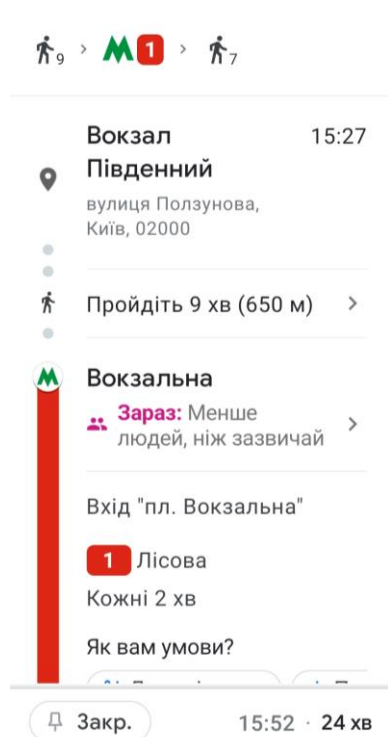 9 > M 1 > 7
Вокзал 15:27
Південний
вулиця Ползунова,
Київ, 02000
Пройдіть 9 хв (650 м)
Вокзальна
Зараз: Менше
людей, ніж зазвичай
Вхід "пл. Вокзальна"
1 Лісова
Кожні 2 хв
Як вам умови?
Закр. 15:52 · 24 хв